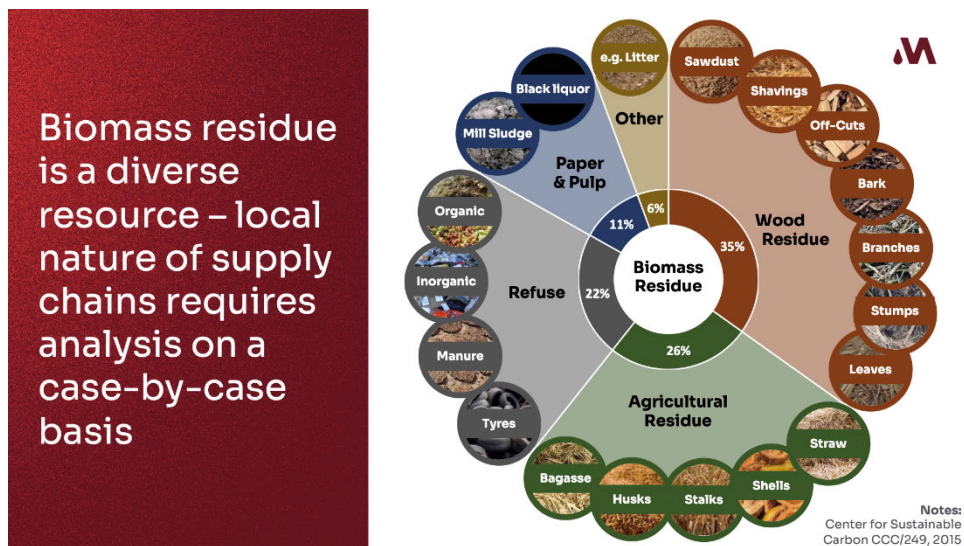 Biomass residue
is a diverse
resource – local
nature of supply
chains requires
analysis on a
case-by-case
basis
e.g. Litter
Other
6%
Sawdust
Shavings
Off-Cuts
Bark
Branches
Stumps
Leaves
Wood
Residue
35%
Straw
Shells
Stalks
Husks
Bagasse
Agricultural
Residue
26%
Tyres
Manure
Inorganic
Organic
Refuse
22%
Mill Sludge
Black liquor
Paper
& Pulp
11%
Biomass
Residue
Notes:
Center for Sustainable
Carbon CCC/249, 2015